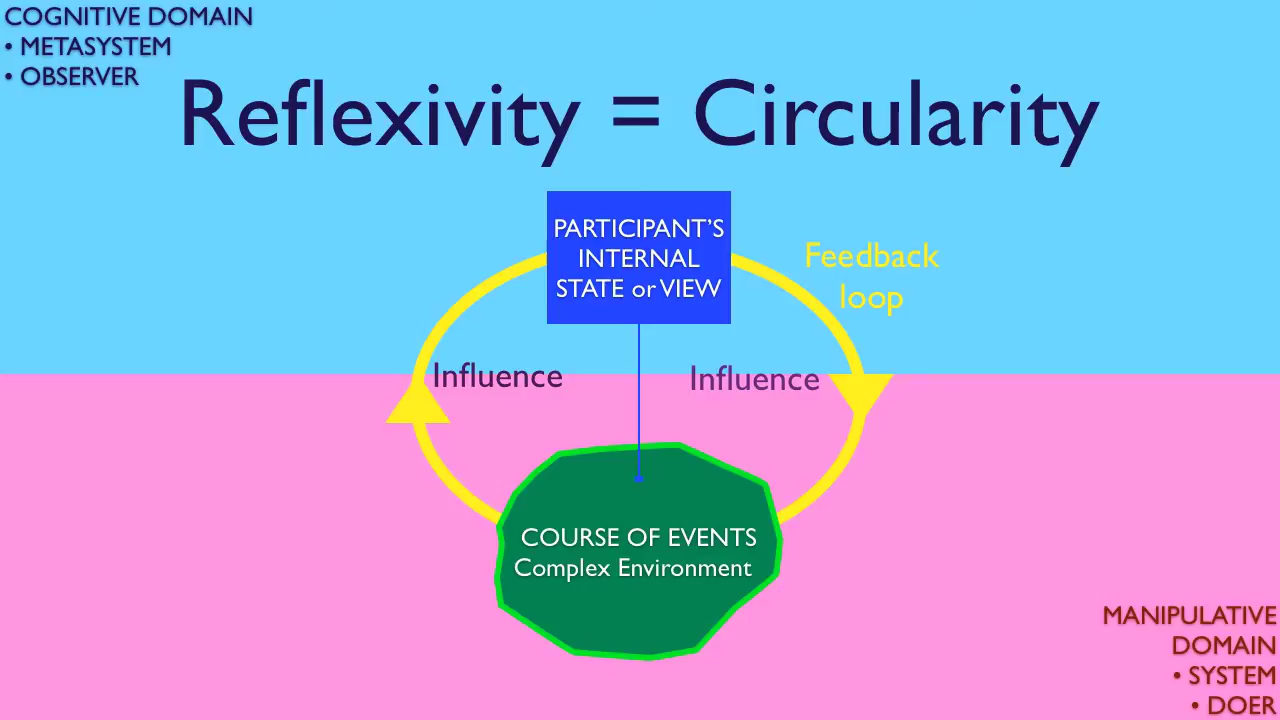 COGNITIVE DOMAIN
• METASYSTEM
• OBSERVER
Reflexivity = Circularity
PARTICIPANT'S
INTERNAL
STATE or VIEW
Feedback
loop
Influence
Influence
COURSE OF EVENTS
Complex Environment
MANIPULATIVE
DOMAIN
• SYSTEM
• DOER